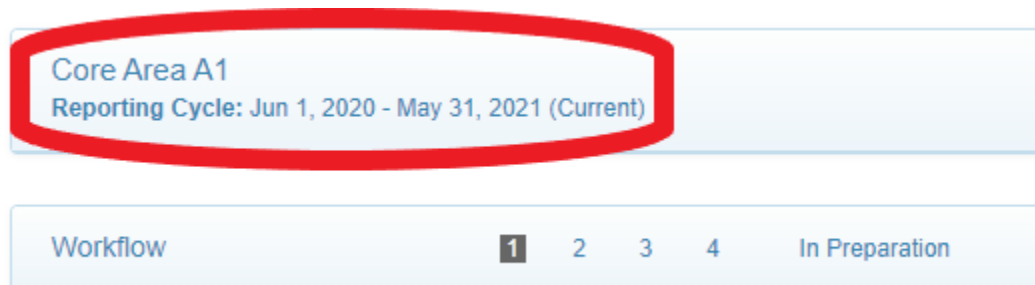 Core Area A1
Reporting Cycle: Jun 1, 2020 - May 31, 2021 (Current)
Workflow 1 2 3 4 In Preparation